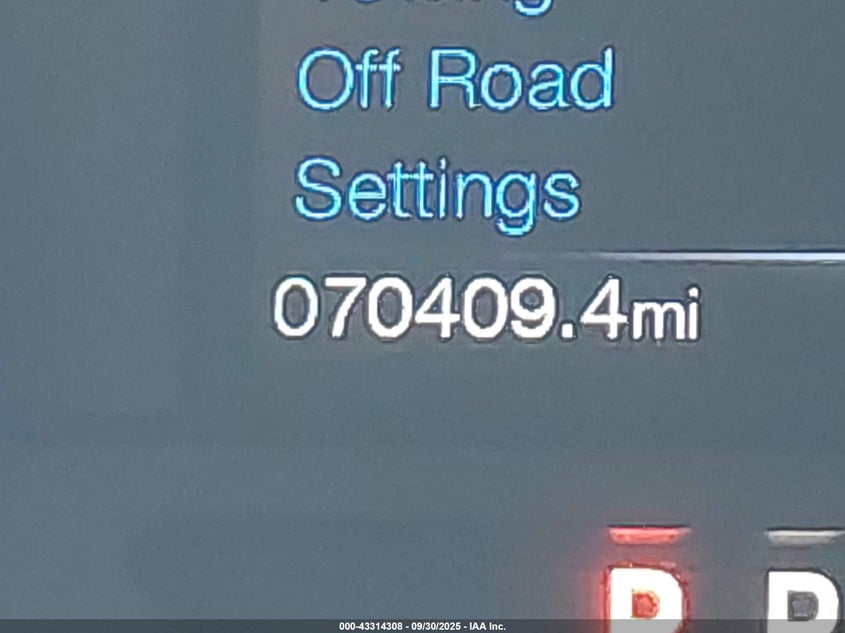 Off Road
Settings
070409.4mi
P R
000-43314308 - 09/30/2025 - IAA Inc.